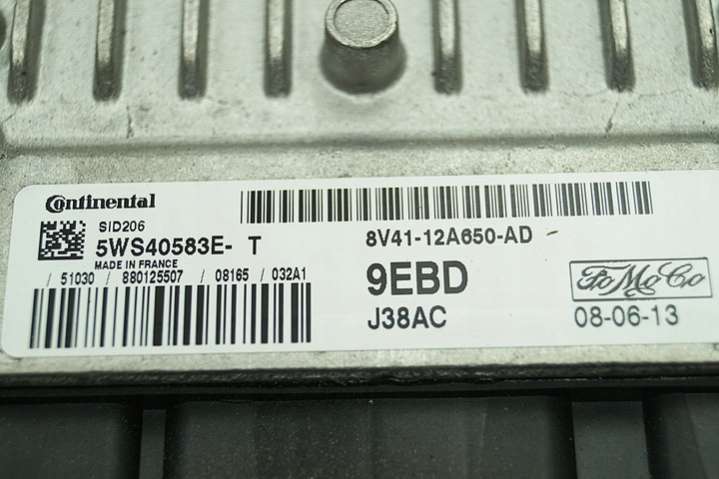 Continental
SID206
5WS40583E- T
MADE IN FRANCE
/ 51030 / 880125507 / 08165 / 032A1
8V41-12A650-AD
9EBD
J38AC
FoMoCo
08-06-13